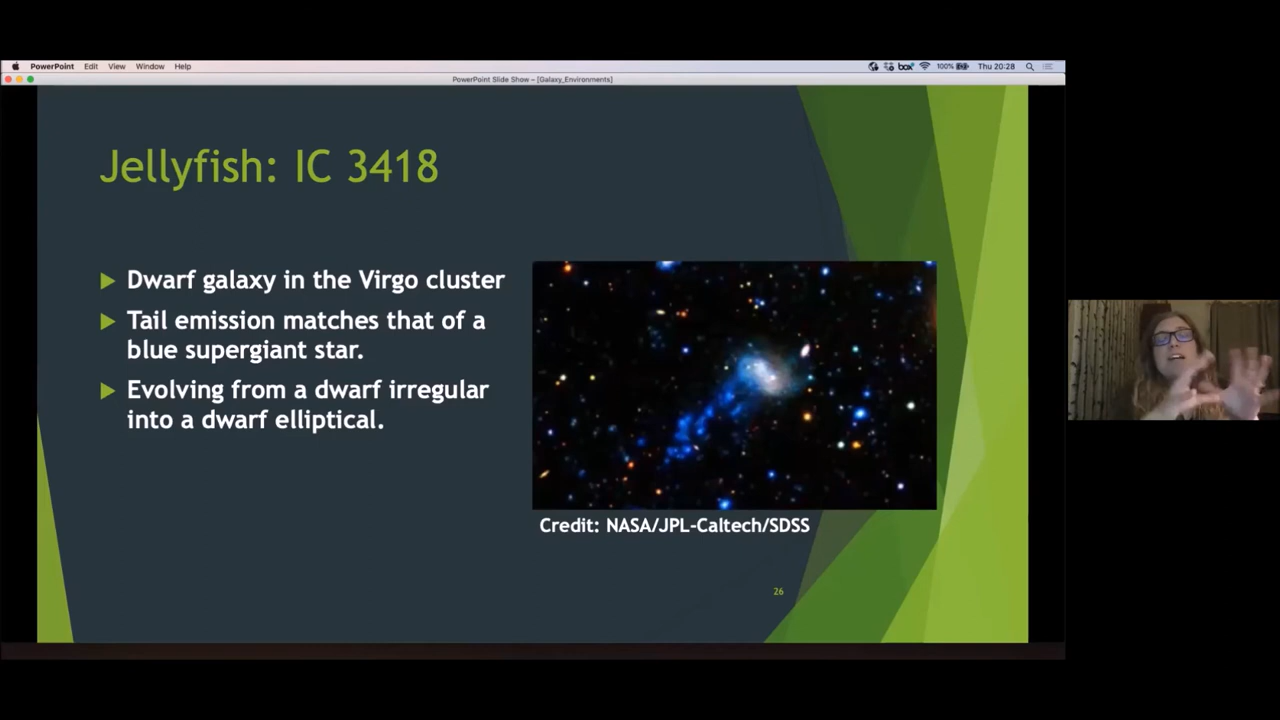 PowerPoint Edit View Window Help
box 100% Thu 20:28
PowerPoint Slide Show – [Galaxy_Environments]
Jellyfish: IC 3418
Dwarf galaxy in the Virgo cluster
Tail emission matches that of a
blue supergiant star.
Evolving from a dwarf irregular
into a dwarf elliptical.
Credit: NASA/JPL-Caltech/SDSS
26